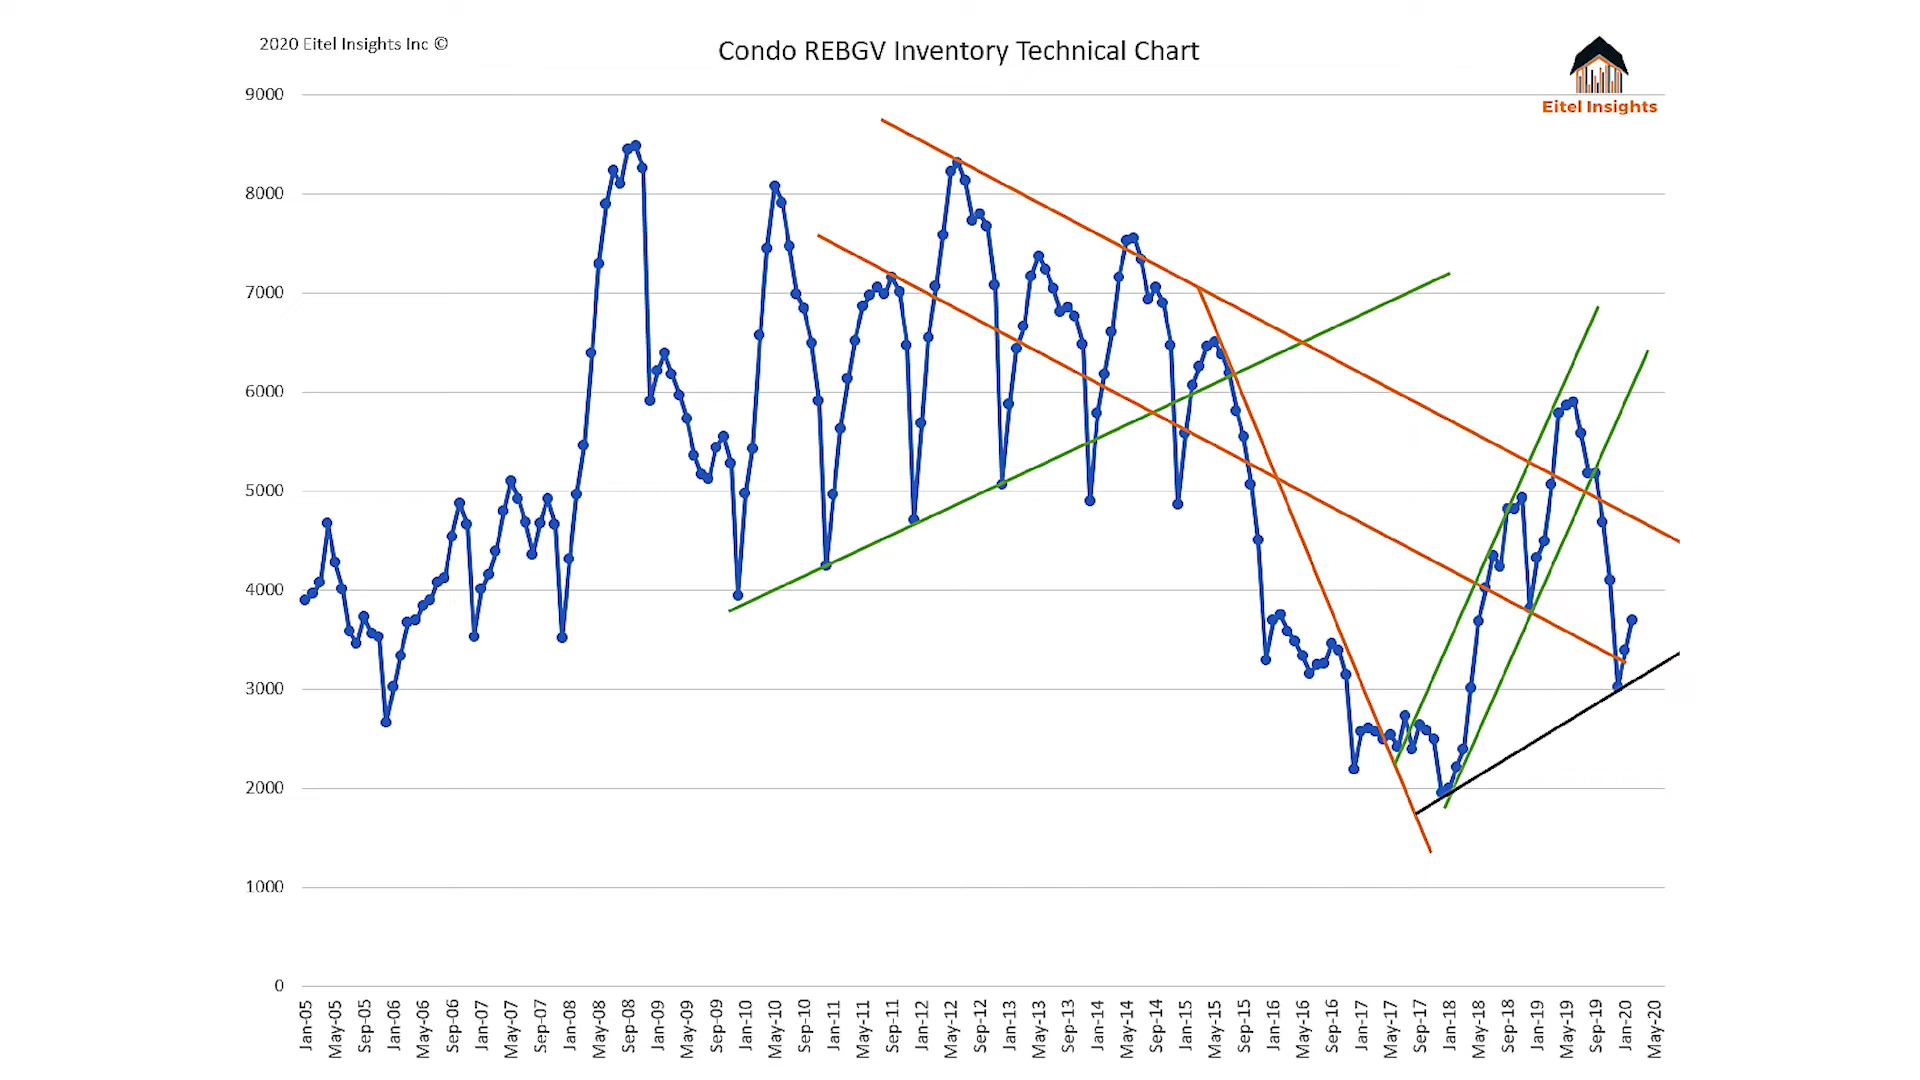 2020 Eitel Insights Inc ©
Condo REBGV Inventory Technical Chart
Eitel Insights
9000
8000
7000
6000
5000
4000
3000
2000
1000
0
Jan-05
May-05
Sep-05
Jan-06
May-06
Sep-06
Jan-07
May-07
Sep-07
Jan-08
May-08
Sep-08
Jan-09
May-09
Sep-09
Jan-10
May-10
Sep-10
Jan-11
May-11
Sep-11
Jan-12
May-12
Sep-12
Jan-13
May-13
Sep-13
Jan-14
May-14
Sep-14
Jan-15
May-15
Sep-15
Jan-16
May-16
Sep-16
Jan-17
May-17
Sep-17
Jan-18
May-18
Sep-18
Jan-19
May-19
Sep-19
Jan-20
May-20